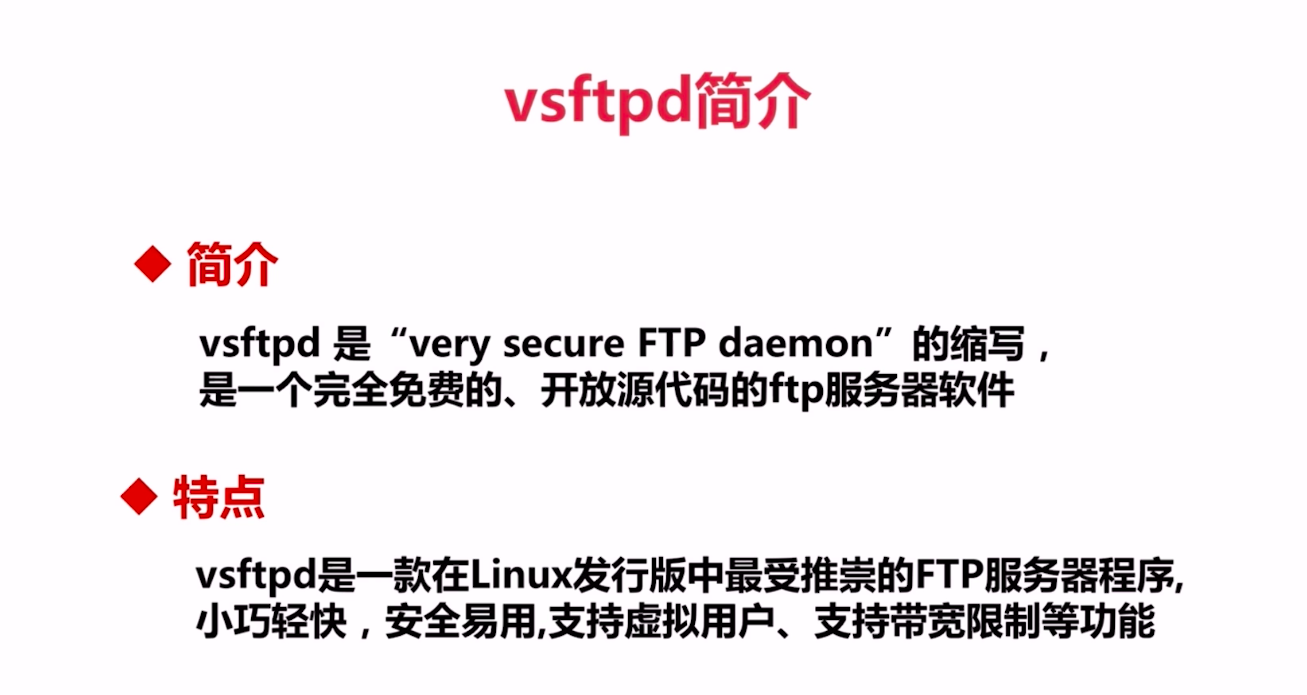 vsftpd简介
◆ 简介
vsftpd 是“very secure FTP daemon”的缩写，
是一个完全免费的、开放源代码的ftp服务器软件
◆ 特点
vsftpd是一款在Linux发行版中最受推崇的FTP服务器程序,
小巧轻快，安全易用,支持虚拟用户、支持带宽限制等功能